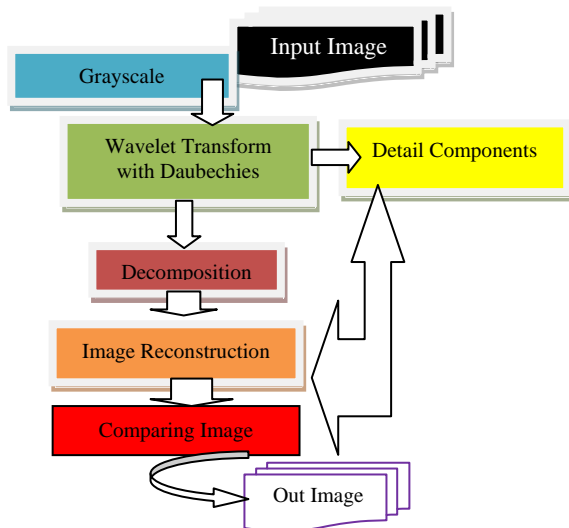 Input Image
Grayscale
Wavelet Transform
with Daubechies
Detail Components
Decomposition
Image Reconstruction
Comparing Image
Out Image